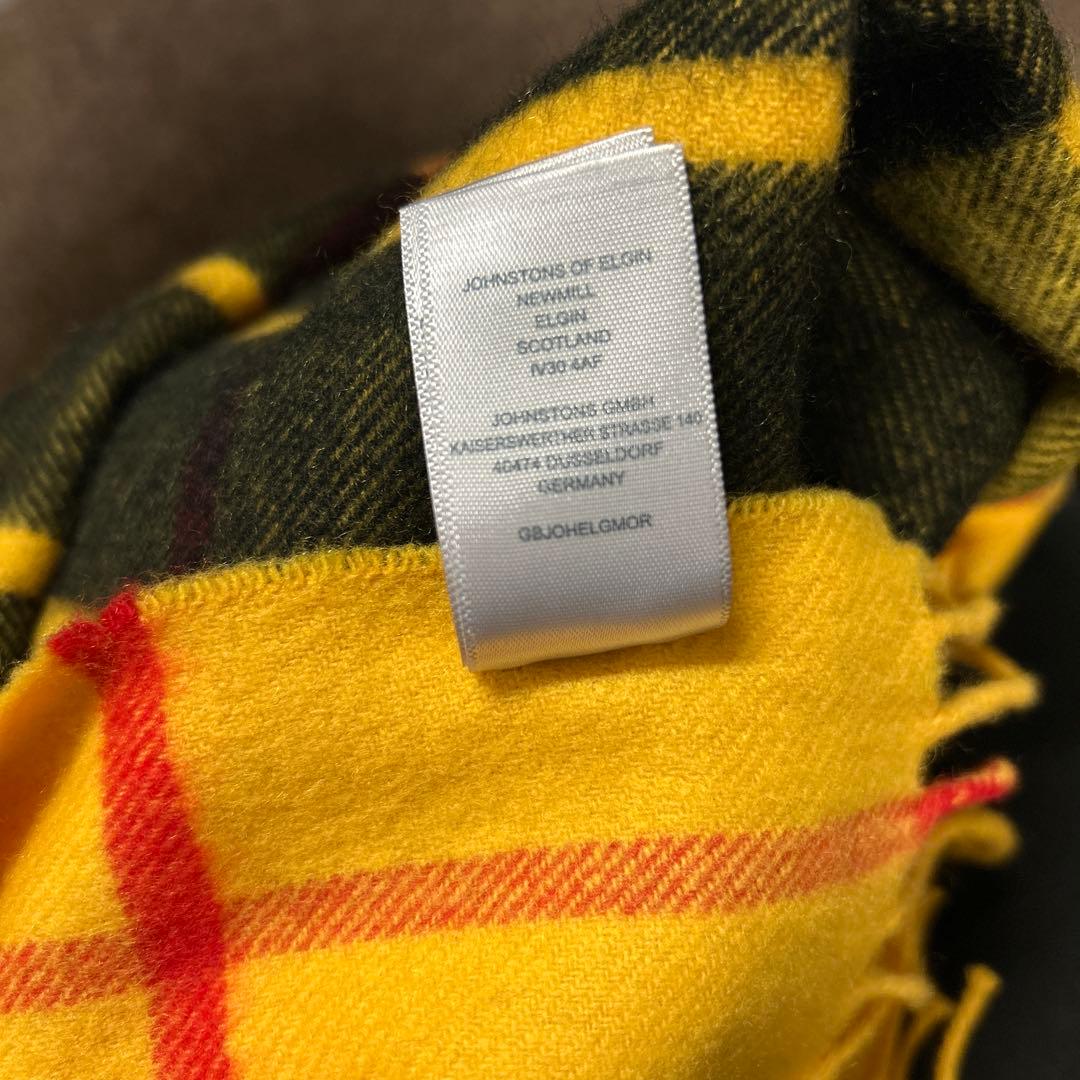 JOHNSTONS OF ELGIN
NEWMILL
ELGIN
SCOTLAND
IV30 4AF
JOHNSTONS GMBH
KAISERSWERTHER STRASSE 140
40474 DUSSELDORF
GERMANY
GBJOHELGMOR